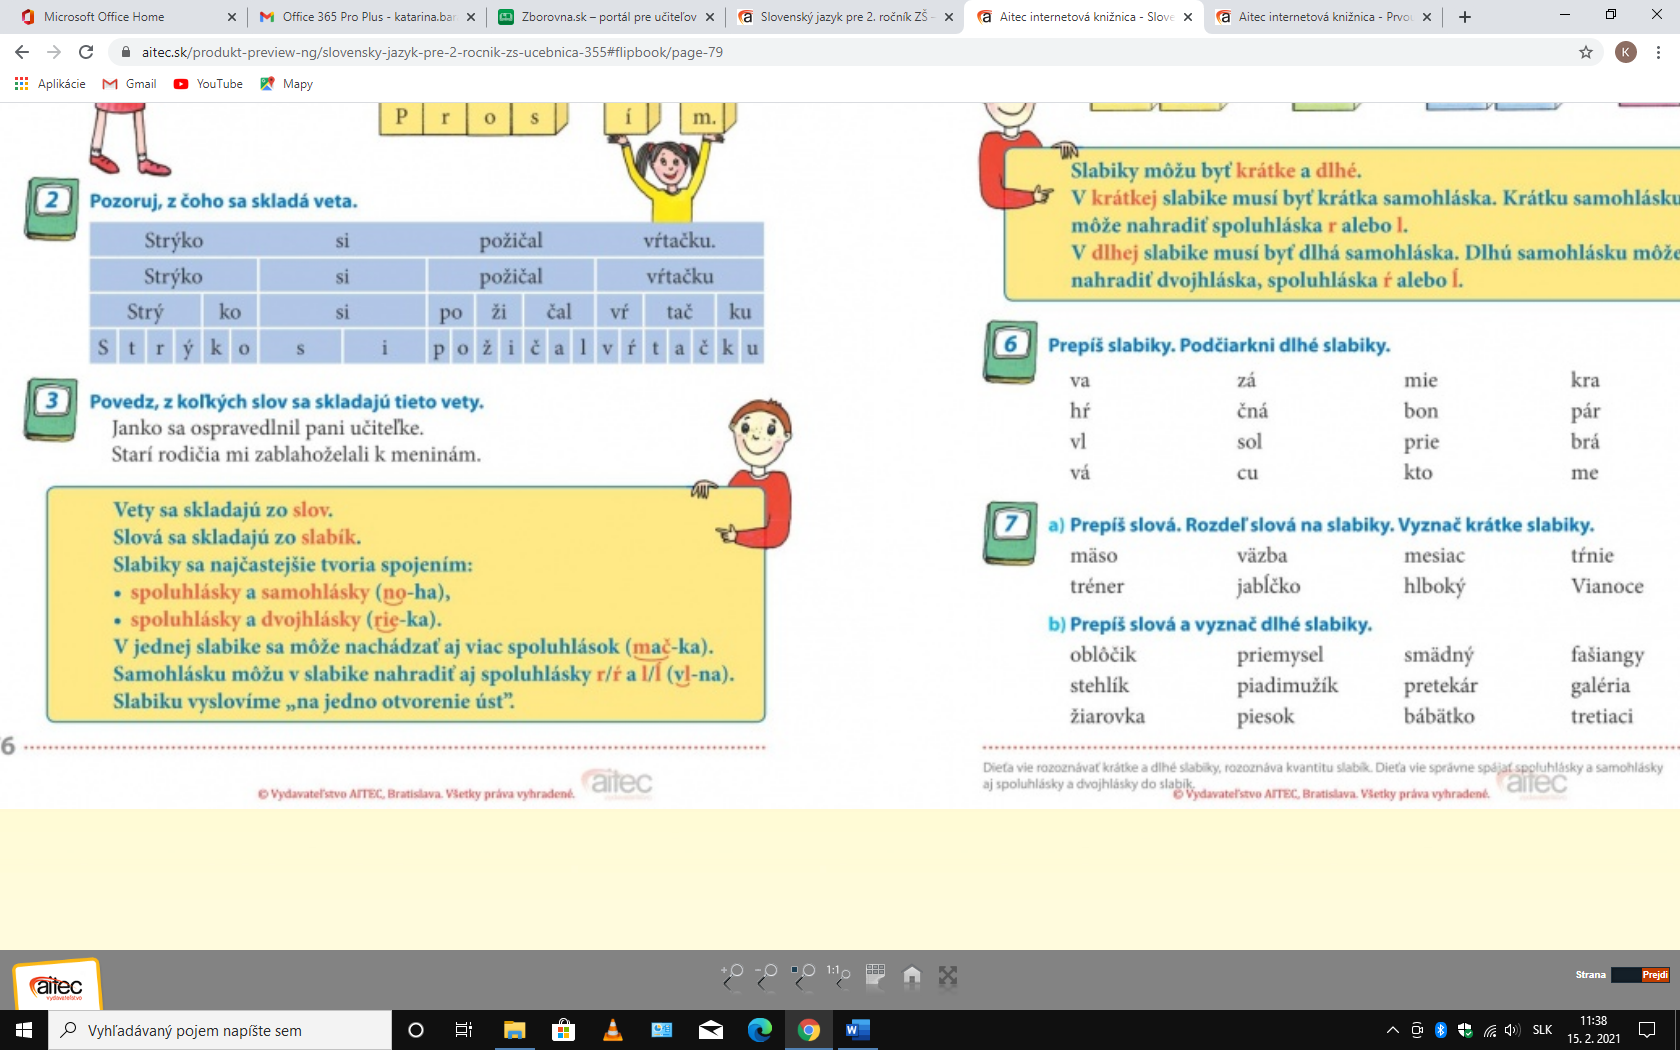 Microsoft Office Home
Office 365 Pro Plus - katarina.bar
Zborovna.sk – portál pre učiteľov
Slovenský jazyk pre 2. ročník ZŠ -
Aitec internetová knižnica - Slove
Aitec internetová knižnica - Prvou
aitec.sk/produkt-preview-ng/slovensky-jazyk-pre-2-rocnik-zs-ucebnica-355#flipbook/page-79
K
Aplikácie
Gmail
YouTube
Mapy
P r o s í m.
2 Pozoruj, z čoho sa skladá veta.
Strýko si požičal vŕtačku.
Strýko si požičal vŕtačku
Strý ko si po ži čal vŕ tač ku
S t r ý k o s i p o ž i č a l v ŕ t a č k u
3 Povedz, z koľkých slov sa skladajú tieto vety.
Janko sa ospravedlnil pani učiteľke.
Starí rodičia mi zablahoželali k meninám.
Vety sa skladajú zo slov.
Slová sa skladajú zo slabík.
Slabiky sa najčastejšie tvoria spojením:
• spoluhlásky a samohlásky (no-ha),
• spoluhlásky a dvojhlásky (rie-ka).
V jednej slabike sa môže nachádzať aj viac spoluhlások (mač-ka).
Samohlásku môžu v slabike nahradiť aj spoluhlásky r/ŕ a l/ĺ (vl-na).
Slabiku vyslovíme „na jedno otvorenie úst”.
6
aitec
© Vydavateľstvo AITEC, Bratislava. Všetky práva vyhradené.
Slabiky môžu byť krátke a dlhé.
V krátkej slabike musí byť krátka samohláska. Krátku samohlásku
môže nahradiť spoluhláska r alebo l.
V dlhej slabike musí byť dlhá samohláska. Dlhú samohlásku môže
nahradiť dvojhláska, spoluhláska ŕ alebo ĺ.
6 Prepíš slabiky. Podčiarkni dlhé slabiky.
va zá mie kra
hŕ čná bon pár
vl sol prie brá
vá cu kto me
7 a) Prepíš slová. Rozdeľ slová na slabiky. Vyznač krátke slabiky.
mäso väzba mesiac tŕnie
tréner jabĺčko hlboký Vianoce
b) Prepíš slová a vyznač dlhé slabiky.
oblôčik priemysel smädný fašiangy
stehlík piadimužík pretekár galéria
žiarovka piesok bábätko tretiaci
Dieťa vie rozoznávať krátke a dlhé slabiky, rozoznáva kvantitu slabík. Dieťa vie správne spájať spoluhlásky a samohlásky
aj spoluhlásky a dvojhlásky do slabík.
aitec
© Vydavateľstvo AITEC, Bratislava. Všetky práva vyhradené.
aitec
vydavateľstvo
1:1
Strana
Prejdi
Vyhľadávaný pojem napíšte sem
SLK
11:38
15. 2. 2021